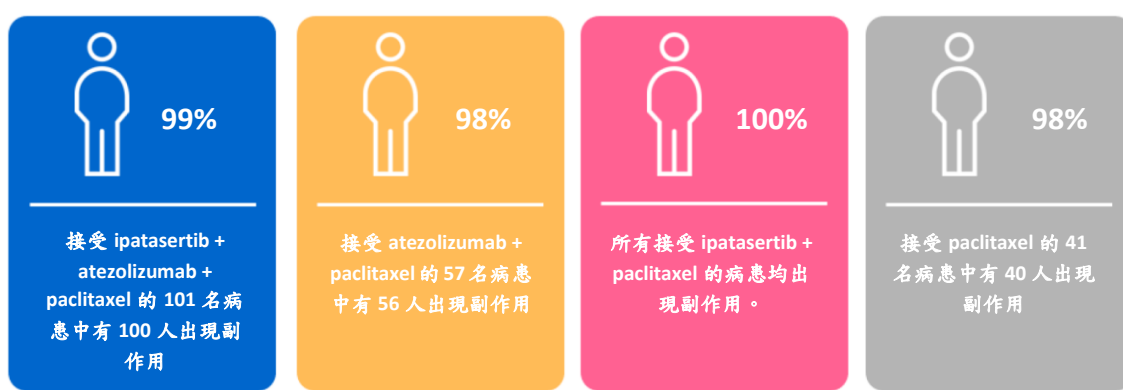 99%
接受 ipatasertib +
atezolizumab +
paclitaxel 的 101 名病
患中有 100 人出現副
作用
98%
接受 atezolizumab +
paclitaxel 的 57 名病患
中有 56 人出現副作用
100%
所有接受 ipatasertib +
paclitaxel 的病患均出
現副作用。
98%
接受 paclitaxel 的 41
名病患中有 40 人出現
副作用